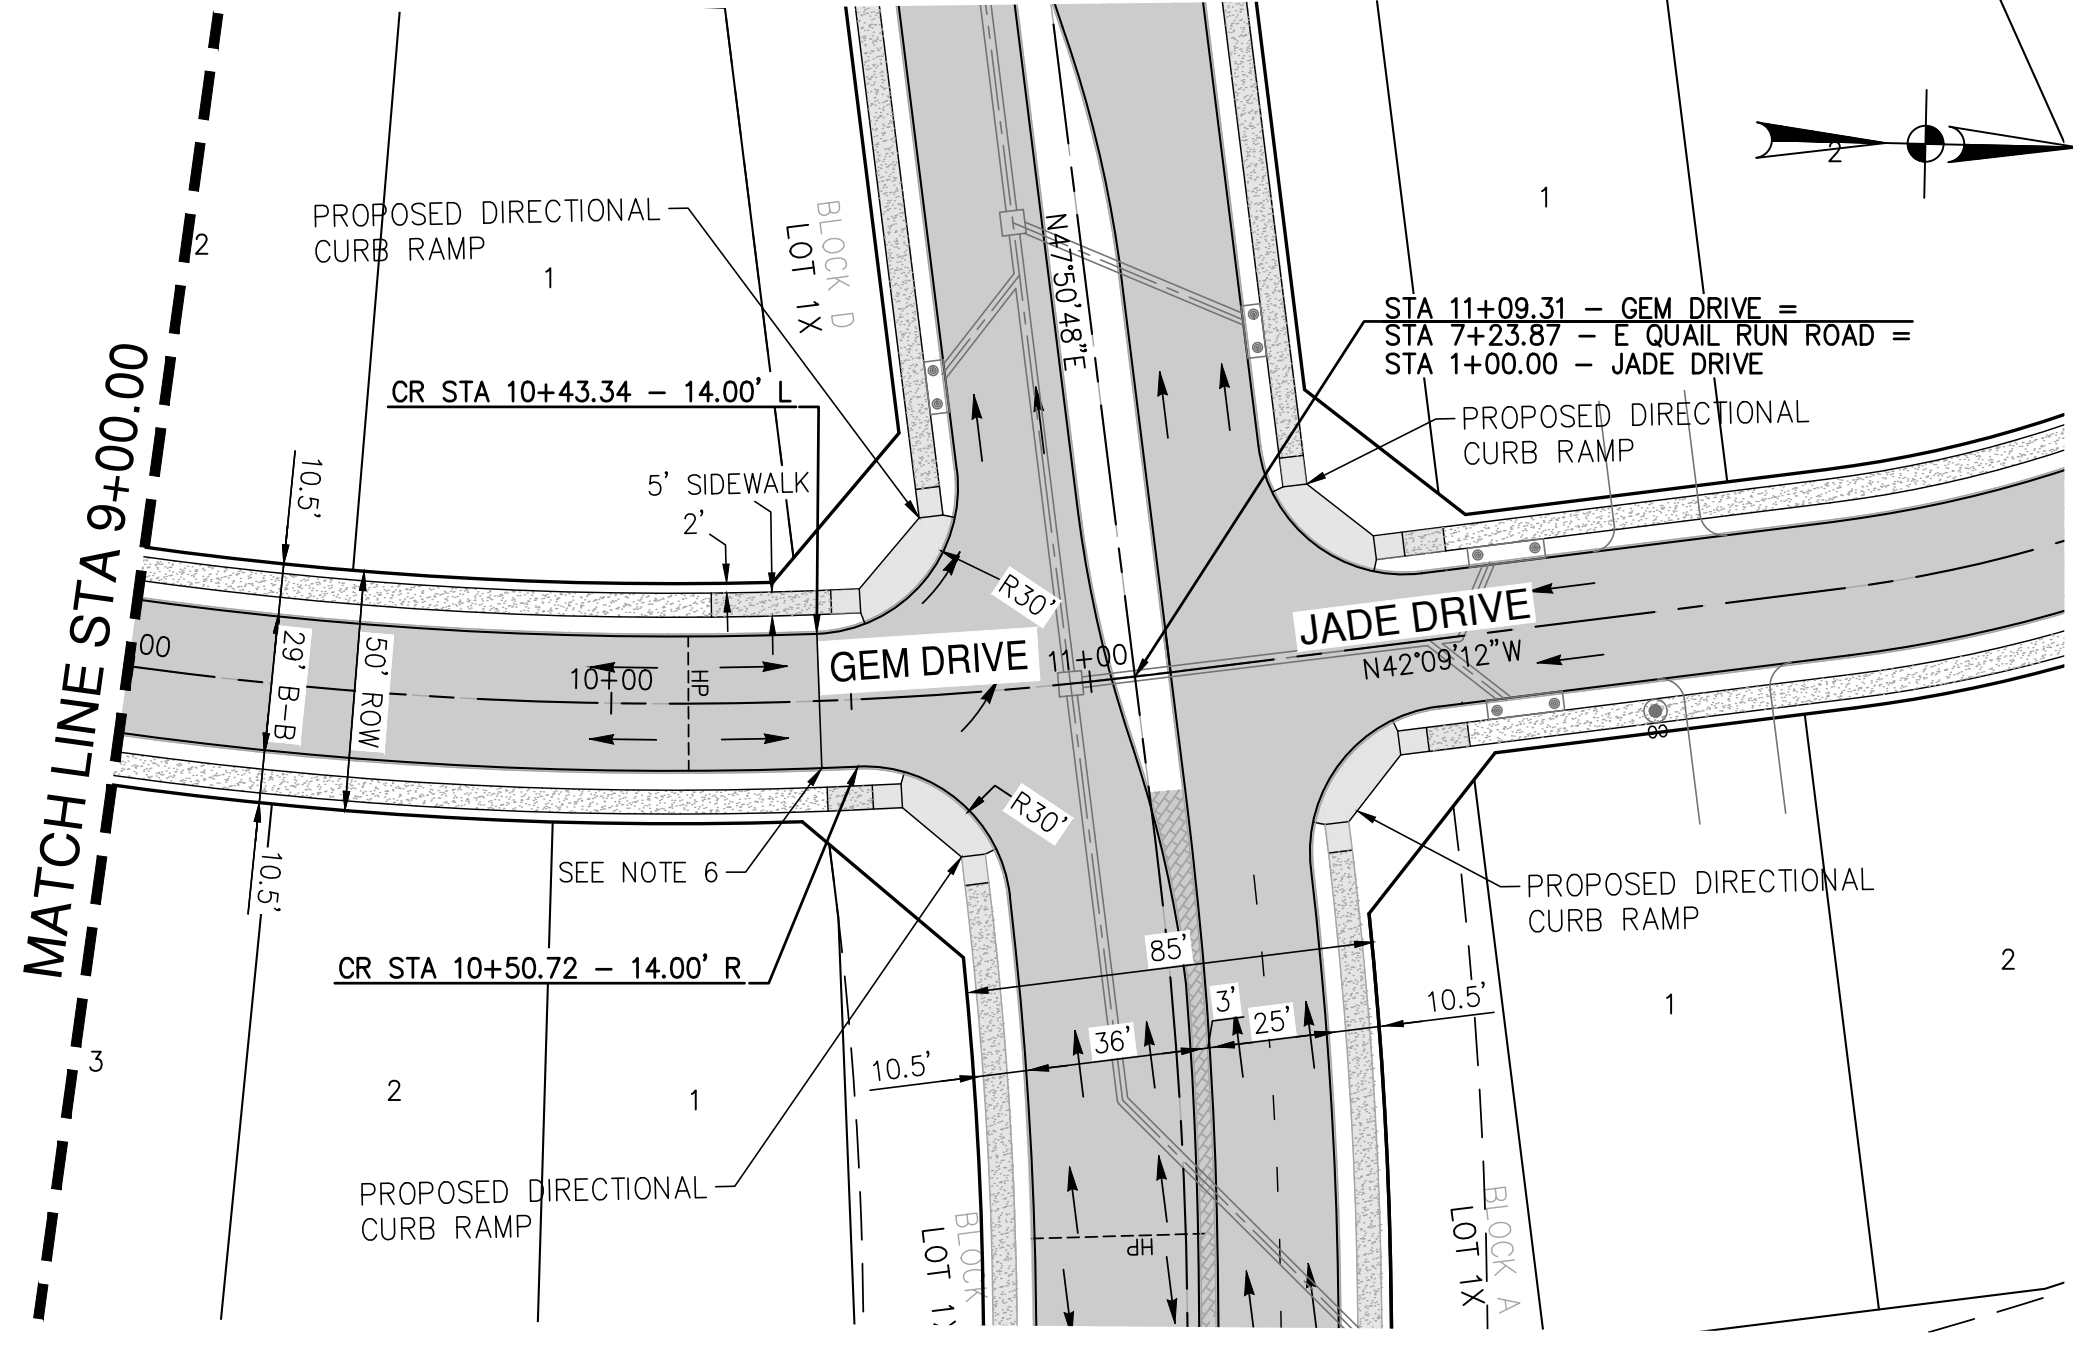 MATCH LINE STA 9+00.00
2
PROPOSED DIRECTIONAL
CURB RAMP
1
BLOCK D
LOT 1X
CR STA 10+43.34 - 14.00' L
10.5'
5' SIDEWALK
2'
N47°50'48"E
1
2
STA 11+09.31 - GEM DRIVE =
STA 7+23.87 - E QUAIL RUN ROAD =
STA 1+00.00 - JADE DRIVE
PROPOSED DIRECTIONAL
CURB RAMP
R30'
00
29' B-B
50' ROW
10+00
HP
GEM DRIVE
11+00
JADE DRIVE
N42°09'12"W
R30'
10.5'
SEE NOTE 6
CR STA 10+50.72 - 14.00' R
PROPOSED DIRECTIONAL
CURB RAMP
85'
3'
36'
25'
10.5'
10.5'
3
2
1
1
2
PROPOSED DIRECTIONAL
CURB RAMP
HP
BLOCK
LOT 1X
BLOCK A
LOT 1X